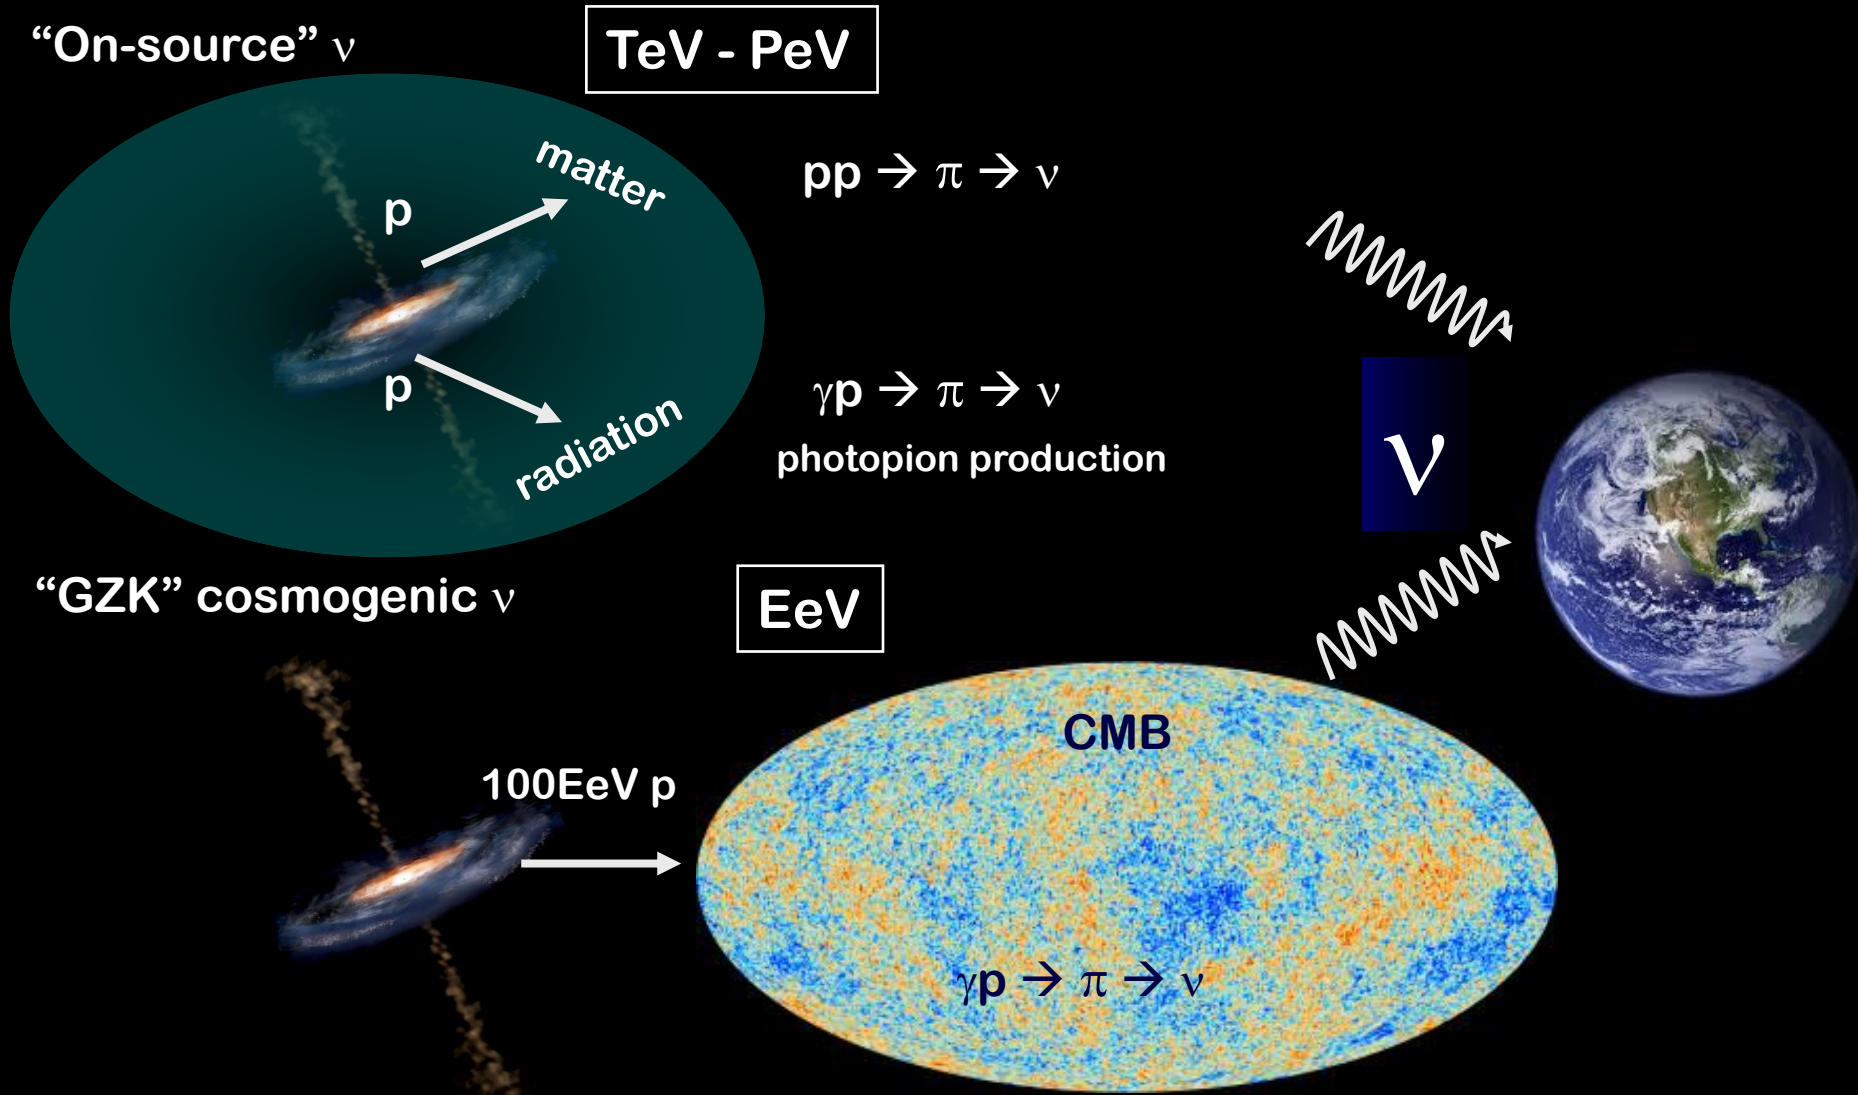 “On-source” ν
TeV - PeV
matter
p
pp → π → ν
p
radiation
γp → π → ν
photopion production
ν
“GZK” cosmogenic ν
EeV
CMB
100EeV p
γp → π → ν